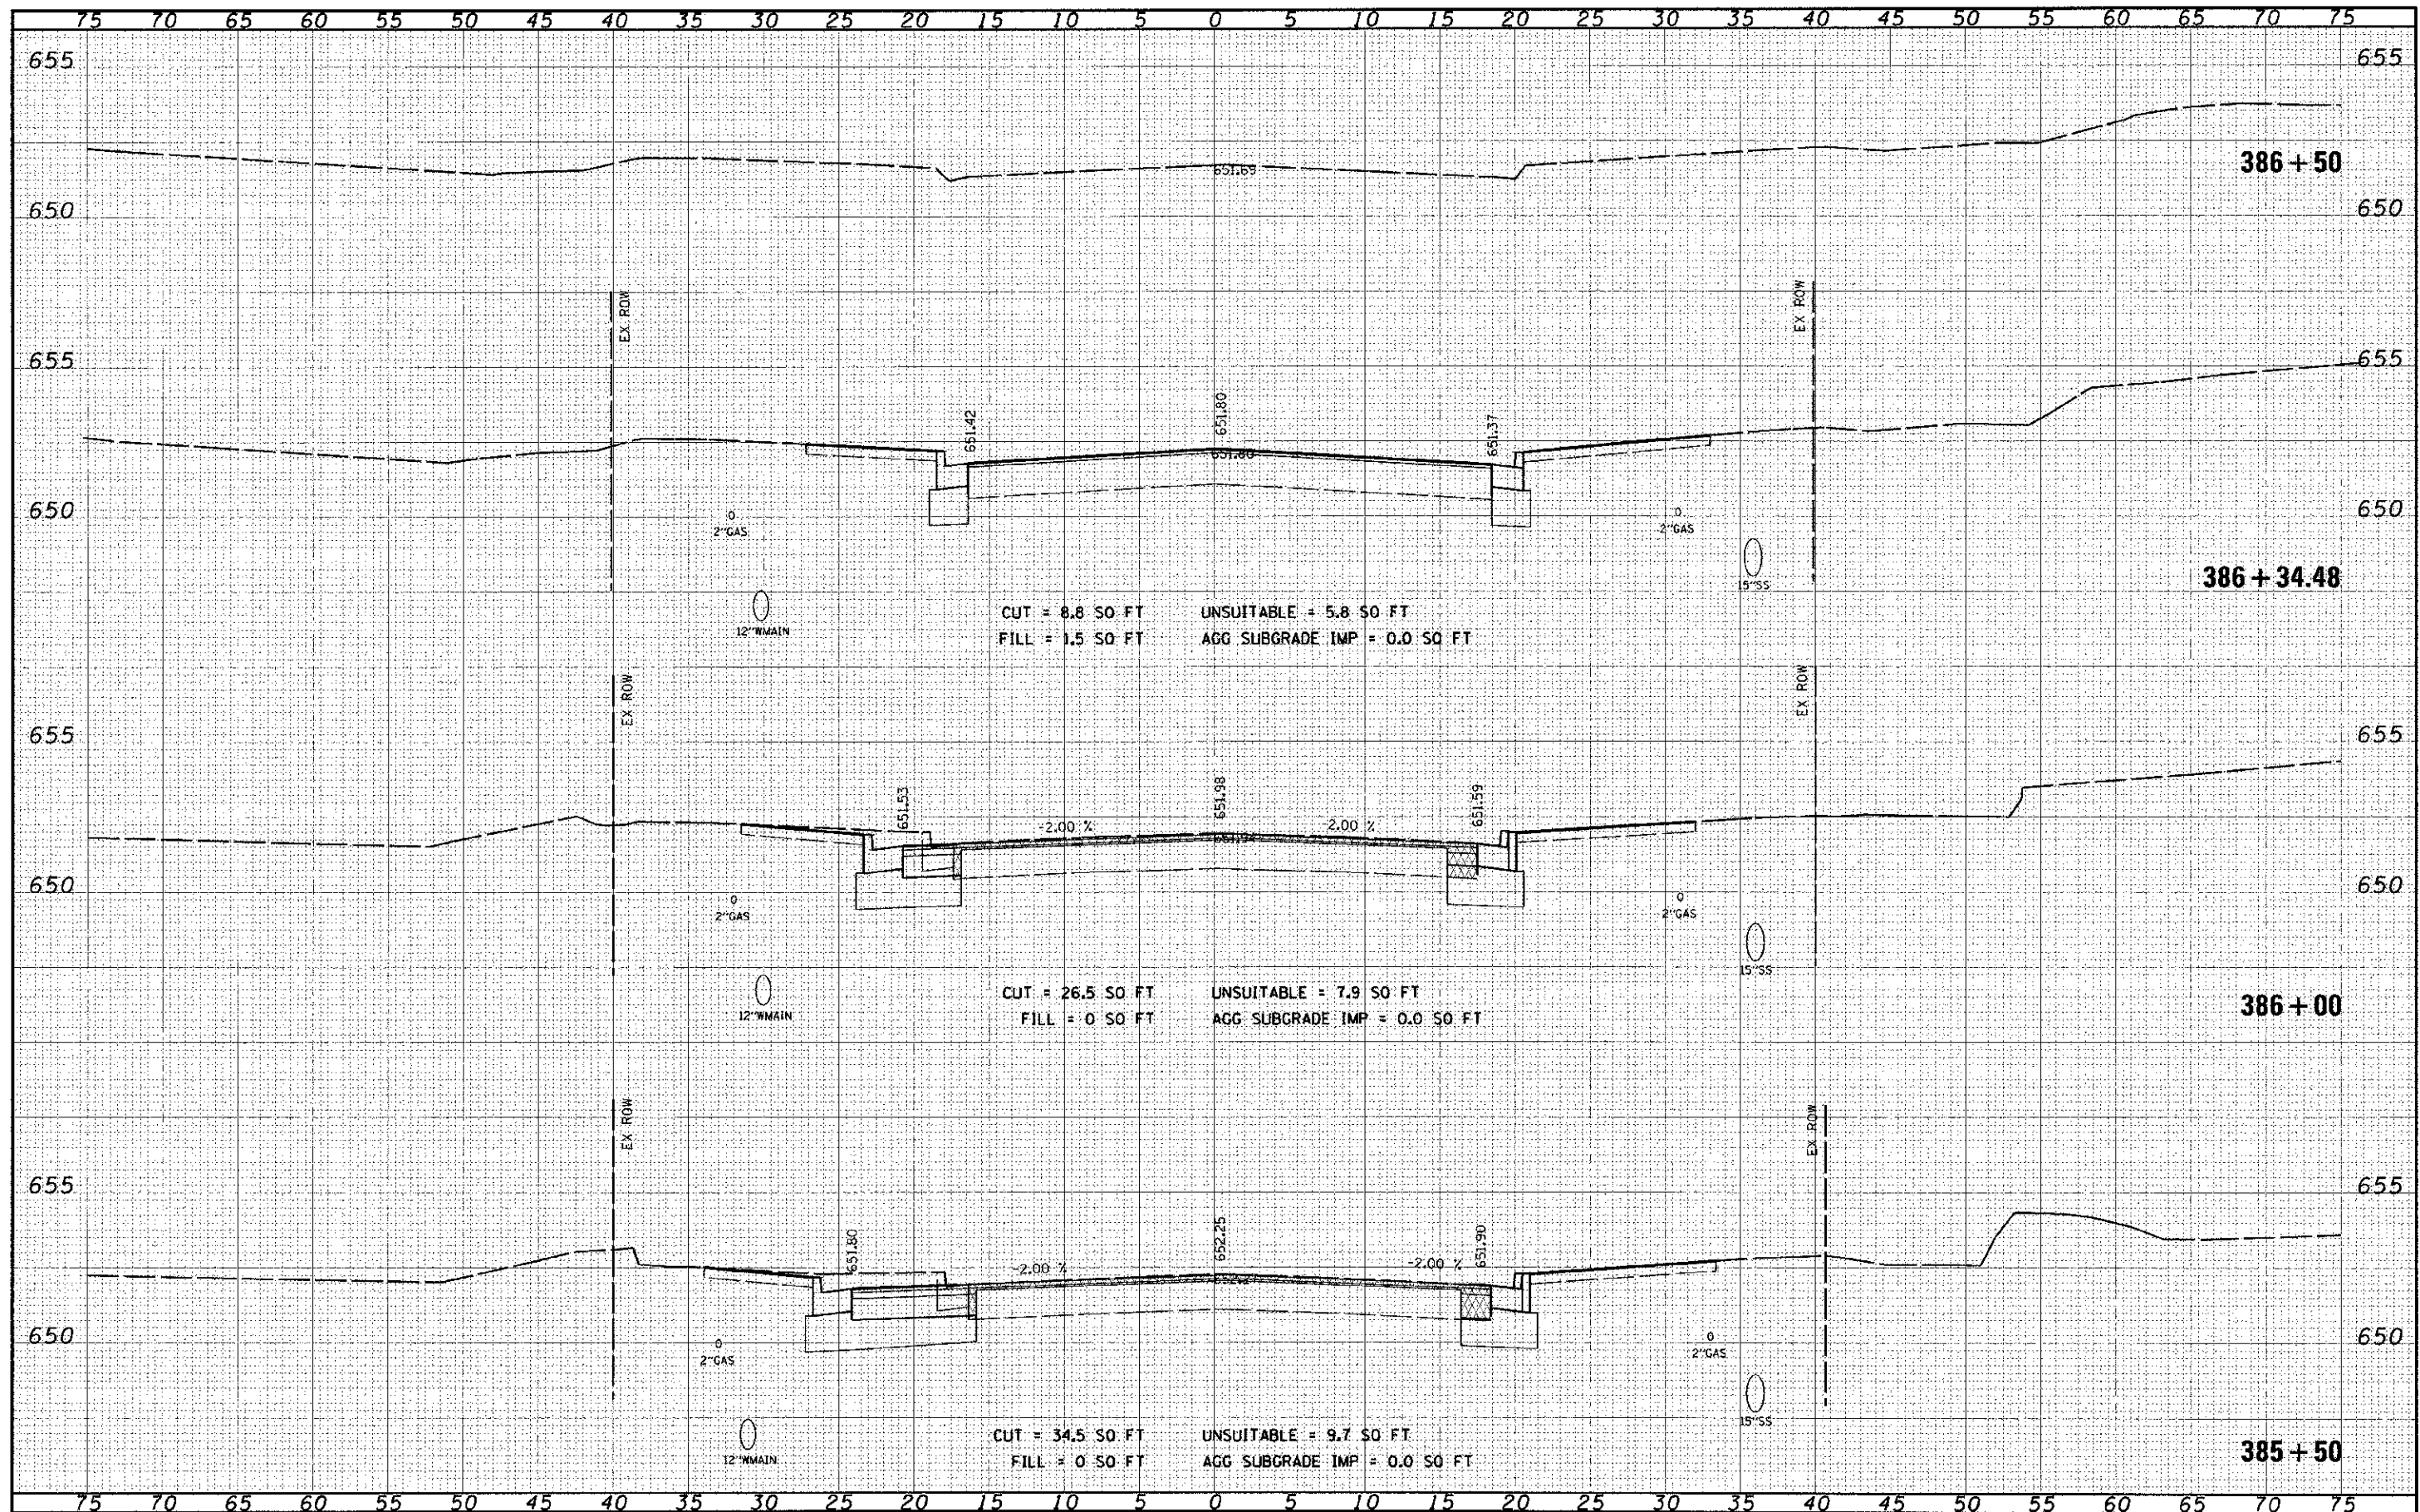 75 70 65 60 55 50 45 40 35 30 25 20 15 10 5 0 5 10 15 20 25 30 35 40 45 50 55 60 65 70 75
655 655
651.69
386+50
650 650
EX ROW EX ROW
655 655
651.42 651.80 651.37
651.80
650 650
2"GAS 2"GAS
15"SS
386+34.48
12"WMAIN
CUT = 8.8 SQ FT UNSUITABLE = 5.8 SQ FT
FILL = 1.5 SQ FT AGG SUBGRADE IMP = 0.0 SQ FT
EX ROW EX ROW
655 655
651.53 651.98 651.59
-2.00 % 2.00 %
650 650
2"GAS 2"GAS
15"SS
12"WMAIN
CUT = 26.5 SQ FT UNSUITABLE = 7.9 SQ FT
FILL = 0 SQ FT AGG SUBGRADE IMP = 0.0 SQ FT
386+00
EX ROW EX ROW
655 655
651.80 652.25 651.90
-2.00 % -2.00 %
650 650
2"GAS 2"GAS
15"SS
12"WMAIN
CUT = 34.5 SQ FT UNSUITABLE = 9.7 SQ FT
FILL = 0 SQ FT AGG SUBGRADE IMP = 0.0 SQ FT
385+50
75 70 65 60 55 50 45 40 35 30 25 20 15 10 5 0 5 10 15 20 25 30 35 40 45 50 55 60 65 70 75